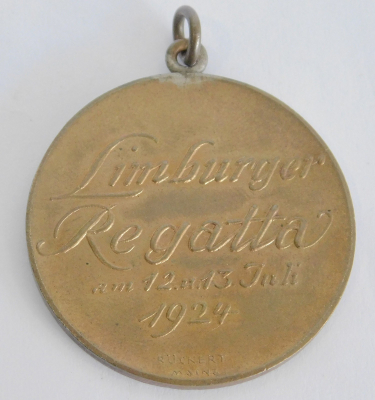 Limburger
Regatta
am 12.u.13 Juli
1924